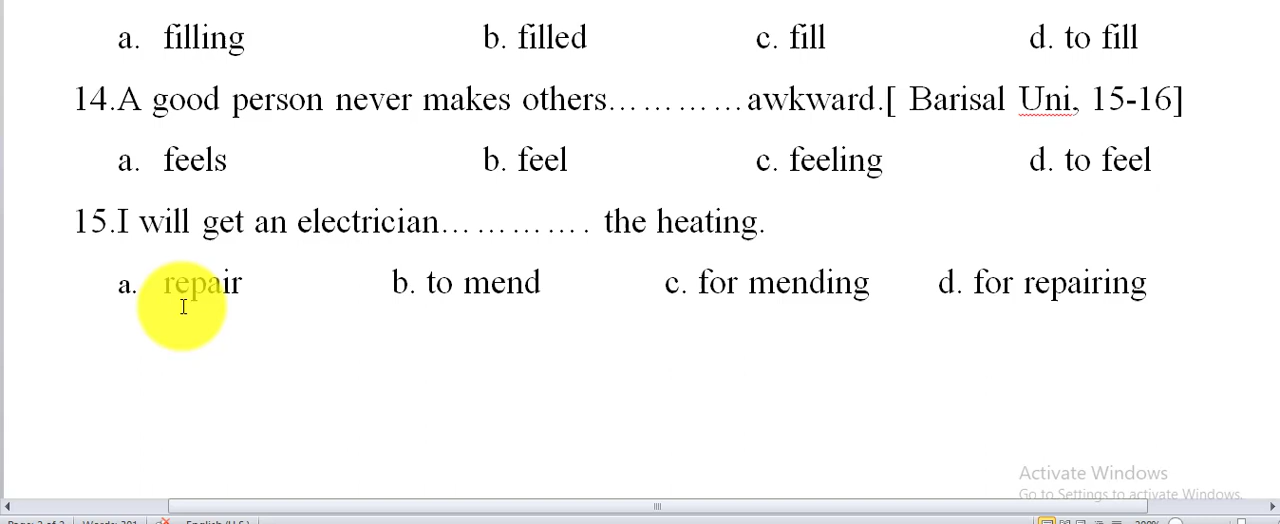 a. filling b. filled c. fill d. to fill
14.A good person never makes others…………awkward.[ Barisal Uni, 15-16]
a. feels b. feel c. feeling d. to feel
15.I will get an electrician…………. the heating.
a. repair b. to mend c. for mending d. for repairing
Activate Windows
Go to Settings to activate Windows.